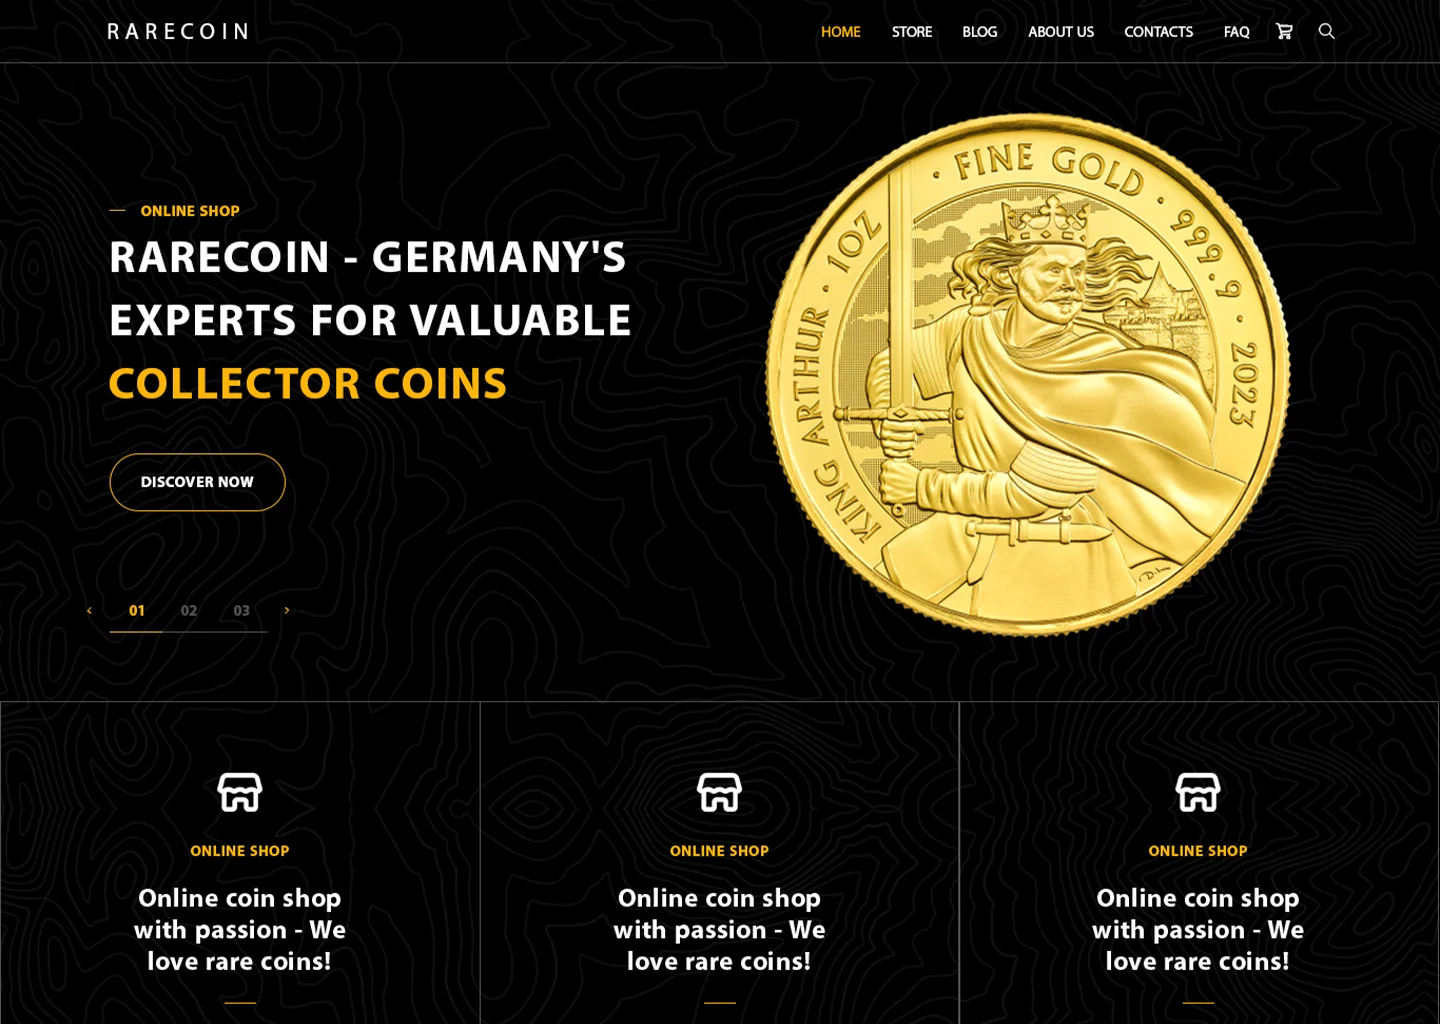 RARECOIN
HOME STORE BLOG ABOUT US CONTACTS FAQ
ONLINE SHOP
RARECOIN - GERMANY'S
EXPERTS FOR VALUABLE
COLLECTOR COINS
DISCOVER NOW
‹ 01 02 03 ›
KING ARTHUR · 1OZ · FINE GOLD · 999.9 · 2023
ONLINE SHOP
Online coin shop
with passion - We
love rare coins!
ONLINE SHOP
Online coin shop
with passion - We
love rare coins!
ONLINE SHOP
Online coin shop
with passion - We
love rare coins!